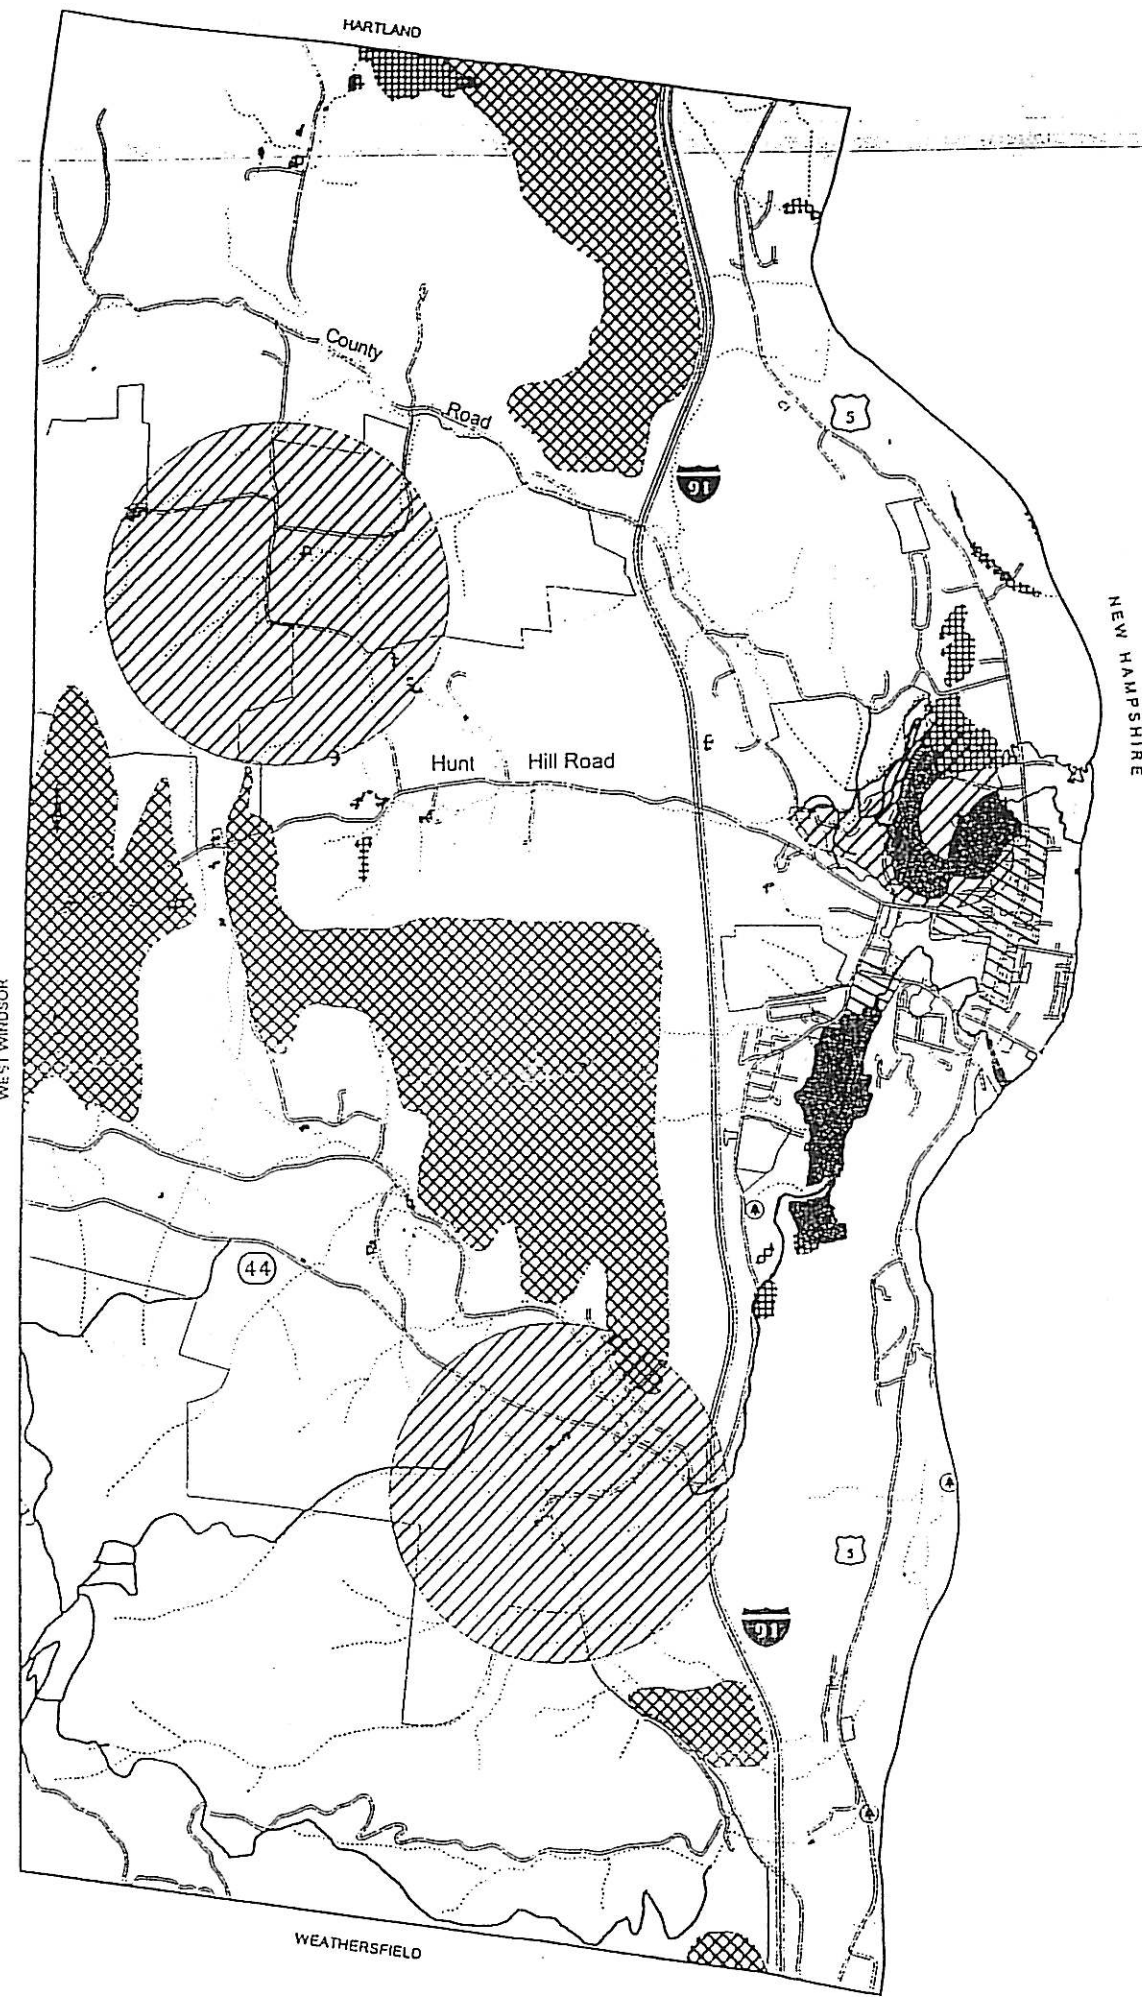 HARTLAND
County
Road
5
91
NEW HAMPSHIRE
Hunt Hill Road
WEST WINDSOR
44
5
91
WEATHERSFIELD